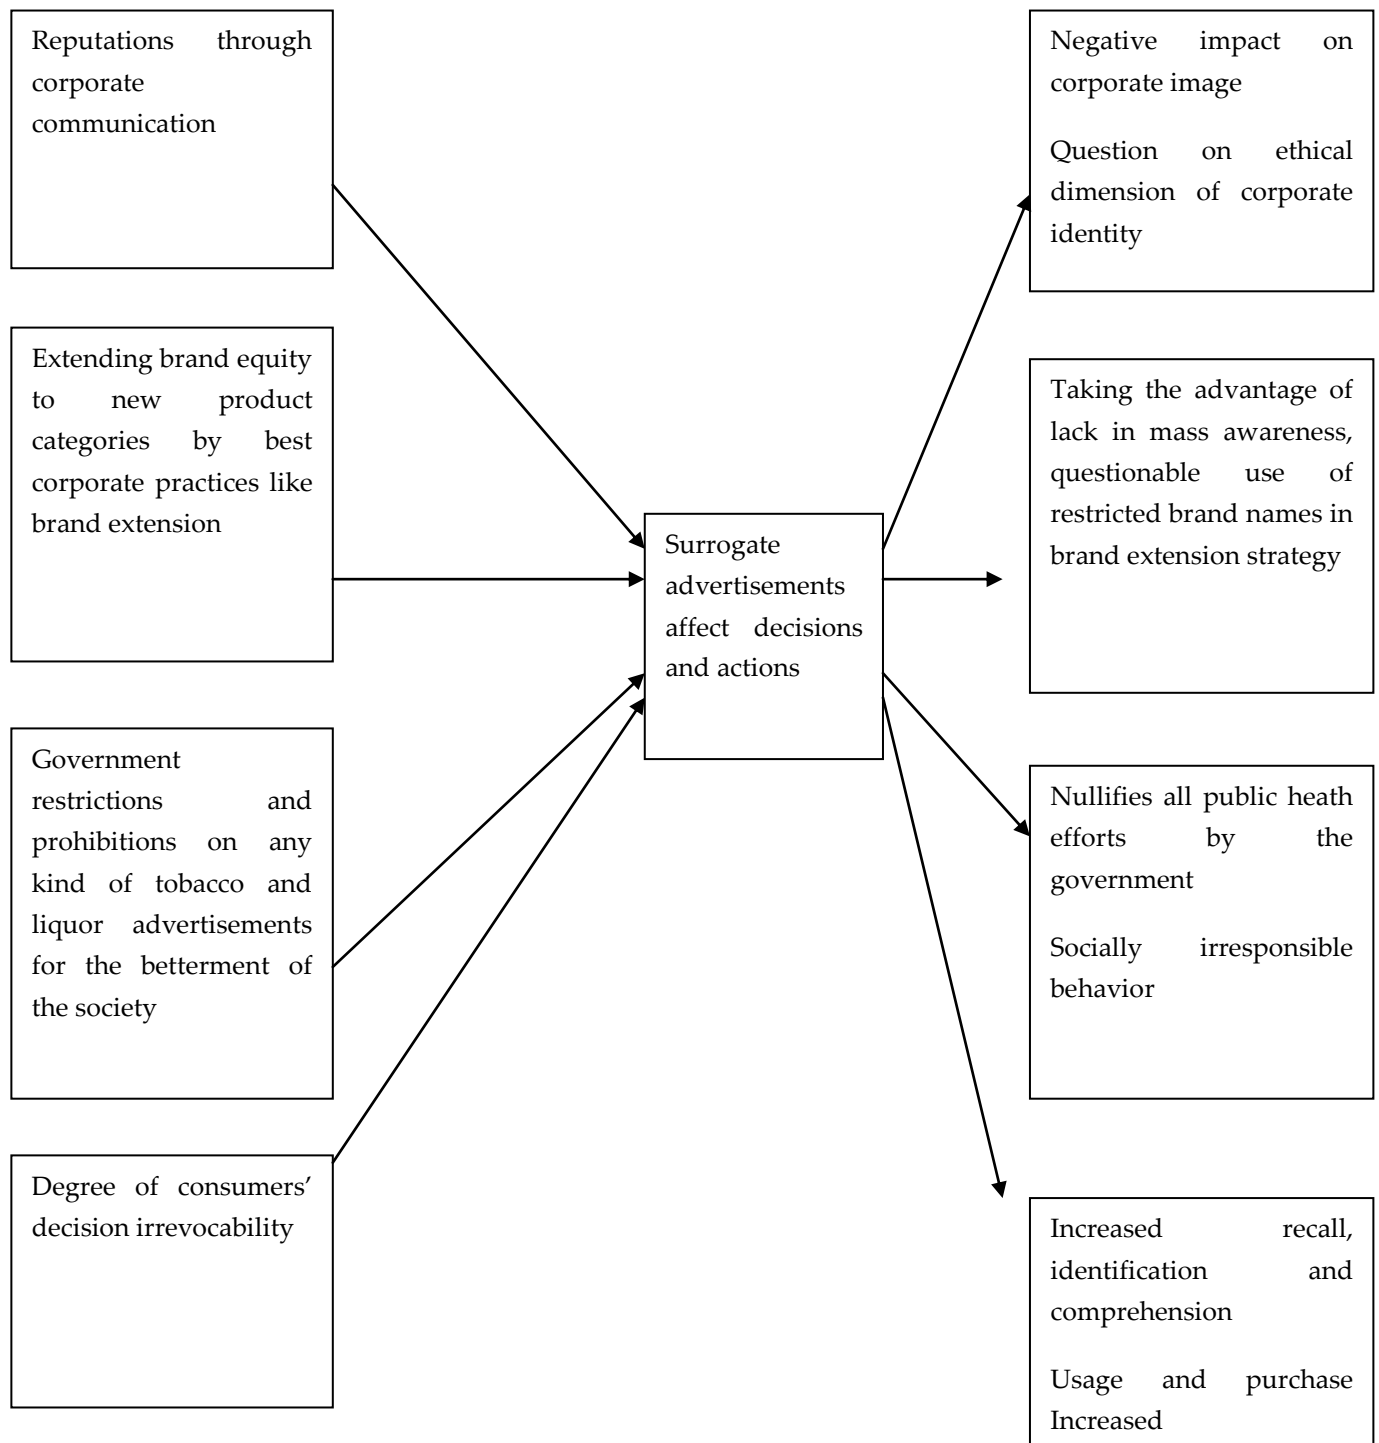 Reputations through
corporate
communication
Extending brand equity
to new product
categories by best
corporate practices like
brand extension
Government
restrictions and
prohibitions on any
kind of tobacco and
liquor advertisements
for the betterment of
the society
Degree of consumers’
decision irrevocability
Surrogate
advertisements
affect decisions
and actions
Negative impact on
corporate image
Question on ethical
dimension of corporate
identity
Taking the advantage of
lack in mass awareness,
questionable use of
restricted brand names in
brand extension strategy
Nullifies all public heath
efforts by the
government
Socially irresponsible
behavior
Increased recall,
identification and
comprehension
Usage and purchase
Increased